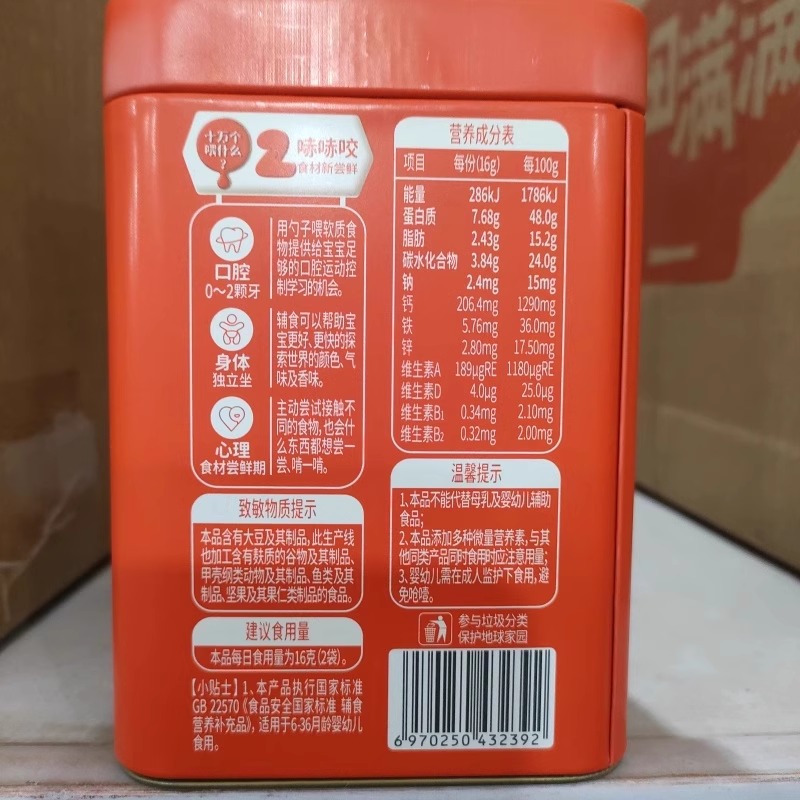 十万个
喂什么
?
2
哧哧咬
食材新尝鲜
口腔
0～2颗牙
用勺子喂软质食
物提供给宝宝足
够的口腔运动控
制学习的机会。
身体
独立坐
辅食可以帮助宝
宝更好、更快的探
索世界的颜色、气
味及香味。
心理
食材尝鲜期
主动尝试接触不
同的食物,也会什
么东西都想尝一
尝、啃一啃。
致敏物质提示
本品含有大豆及其制品,此生产线
也加工含有麸质的谷物及其制品、
甲壳纲类动物及其制品、鱼类及其
制品、坚果及其果仁类制品的食品。
建议食用量
本品每日食用量为16克(2袋)。
【小贴士】1、本产品执行国家标准
GB 22570《食品安全国家标准 辅食
营养补充品》, 适用于6-36月龄婴幼儿
食用。
营养成分表
项目 每份(16g) 每100g
能量 286kJ 1786kJ
蛋白质 7.68g 48.0g
脂肪 2.43g 15.2g
碳水化合物 3.84g 24.0g
钠 2.4mg 15mg
钙 206.4mg 1290mg
铁 5.76mg 36.0mg
锌 2.80mg 17.50mg
维生素A 189μgRE 1180μgRE
维生素D 4.0μg 25.0μg
维生素B₁ 0.34mg 2.10mg
维生素B₂ 0.32mg 2.00mg
温馨提示
1、本品不能代替母乳及婴幼儿辅助
食品;
2、本品添加多种微量营养素,与其
他同类产品同时食用时应注意用量;
3、婴幼儿需在成人监护下食用,避
免呛噎。
参与垃圾分类
保护地球家园
6 970250 432392
满满